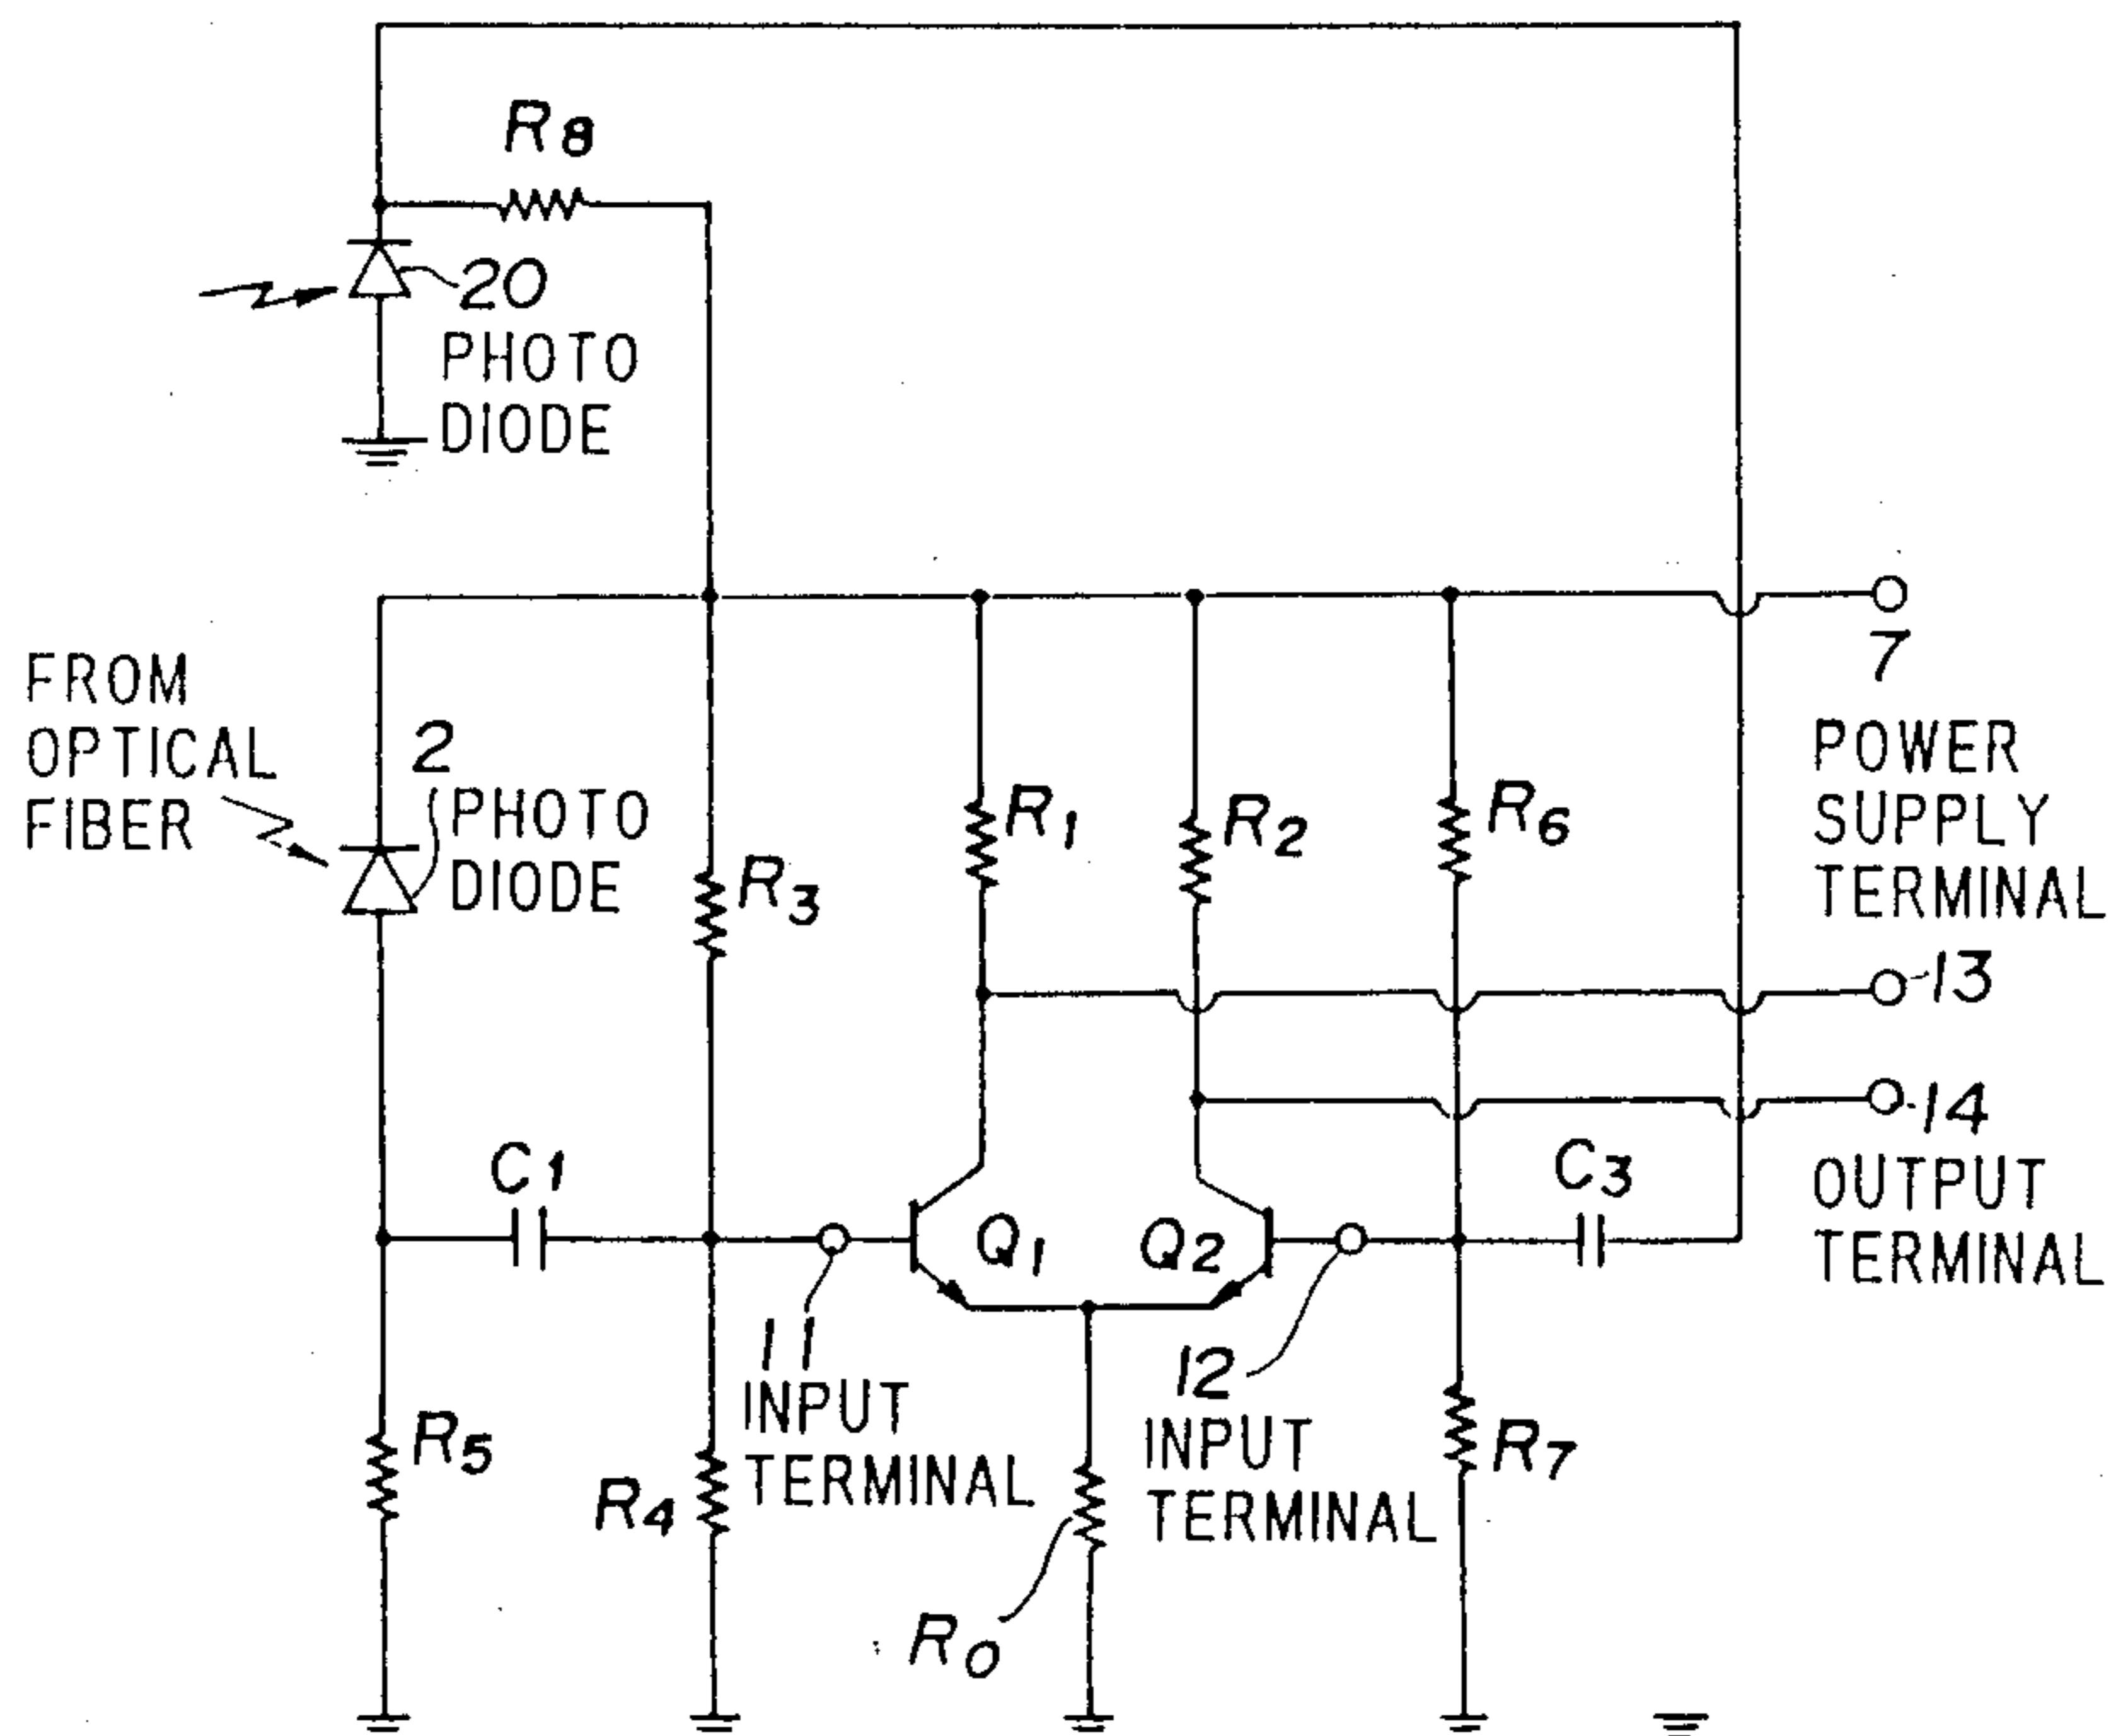 R8
20
PHOTO
DIODE
FROM
OPTICAL
FIBER
2
PHOTO
DIODE
R3
R1
R2
R6
7
POWER
SUPPLY
TERMINAL
13
14
OUTPUT
TERMINAL
C1
C3
Q1
Q2
11
INPUT
TERMINAL
12
INPUT
TERMINAL
R5
R4
R0
R7